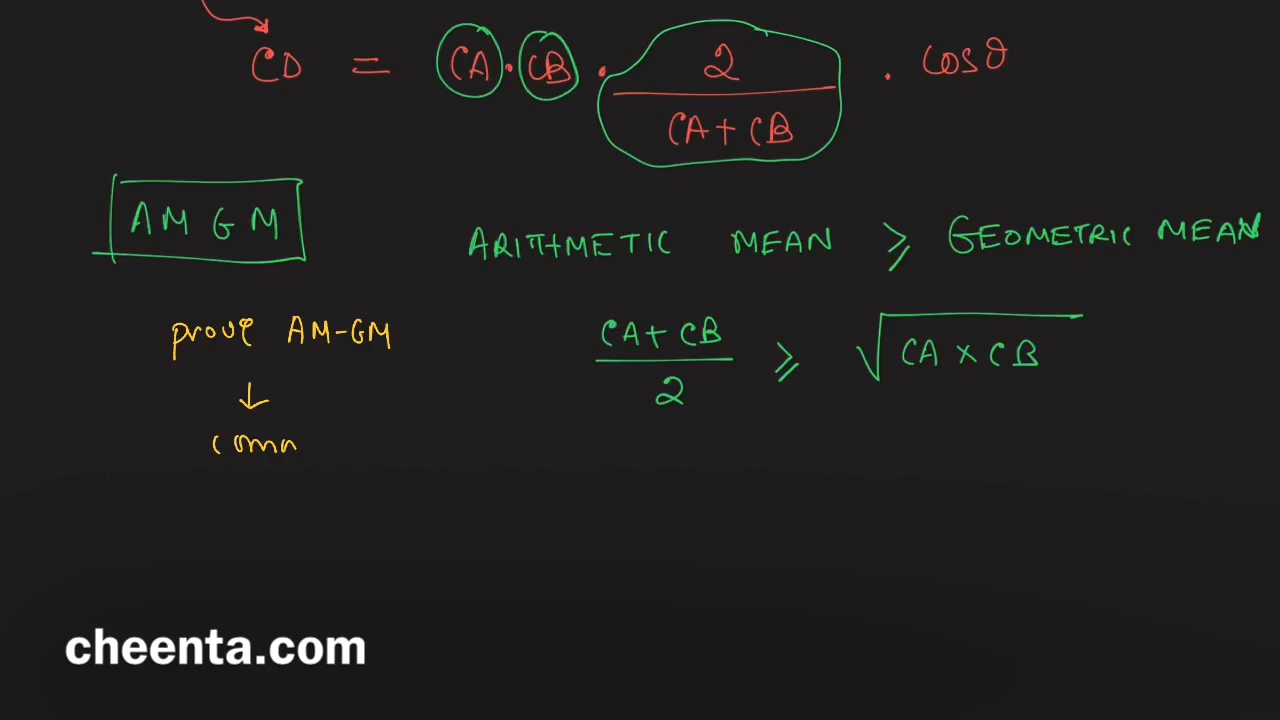 CD = CA · CB · 2 / CA + CB · cosθ
AM GM
ARITHMETIC MEAN ⩾ GEOMETRIC MEAN
prove AM-GM
CA + CB / 2 ⩾ √CA × CB
↓
comm
cheenta.com